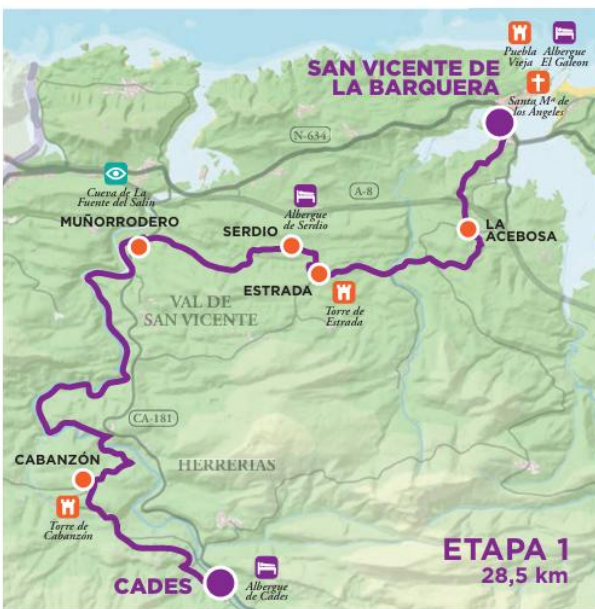 Puebla
Vieja
Albergue
El Galeon
SAN VICENTE DE
LA BARQUERA
Santa Mª de
los Angeles
N-634
Cueva de La
Fuente del Salín
A-8
MUÑORRODERO
SERDIO
Albergue
de Serdio
LA
ACEBOSA
ESTRADA
VAL DE
SAN VICENTE
Torre de
Estrada
CA-181
CABANZÓN
HERRERIAS
Torre de
Cabanzón
ETAPA 1
28,5 km
CADES
Albergue
de Cades